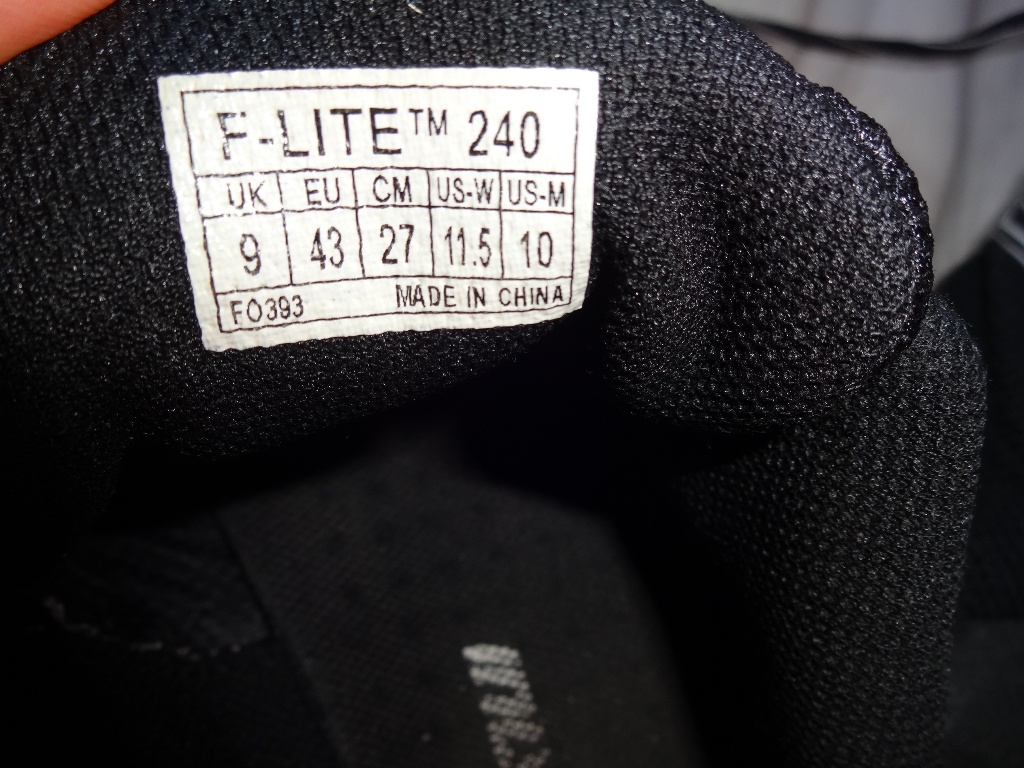 F-LITE™ 240
UK EU CM US-W US-M
9 43 27 11.5 10
FO393 MADE IN CHINA